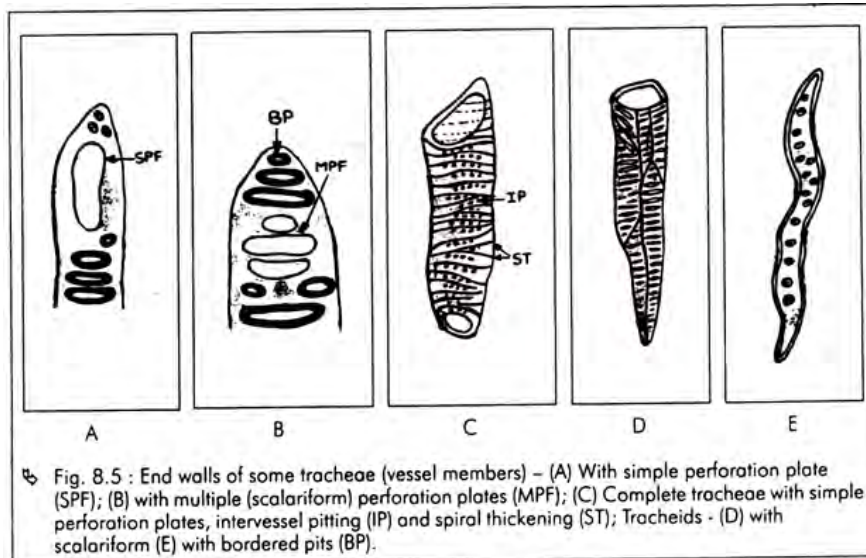 SPF
BP
MPF
IP
ST
A
B
C
D
E
Fig. 8.5 : End walls of some tracheae (vessel members) – (A) With simple perforation plate
(SPF); (B) with multiple (scalariform) perforation plates (MPF); (C) Complete tracheae with simple
perforation plates, intervessel pitting (IP) and spiral thickening (ST); Tracheids - (D) with
scalariform (E) with bordered pits (BP).